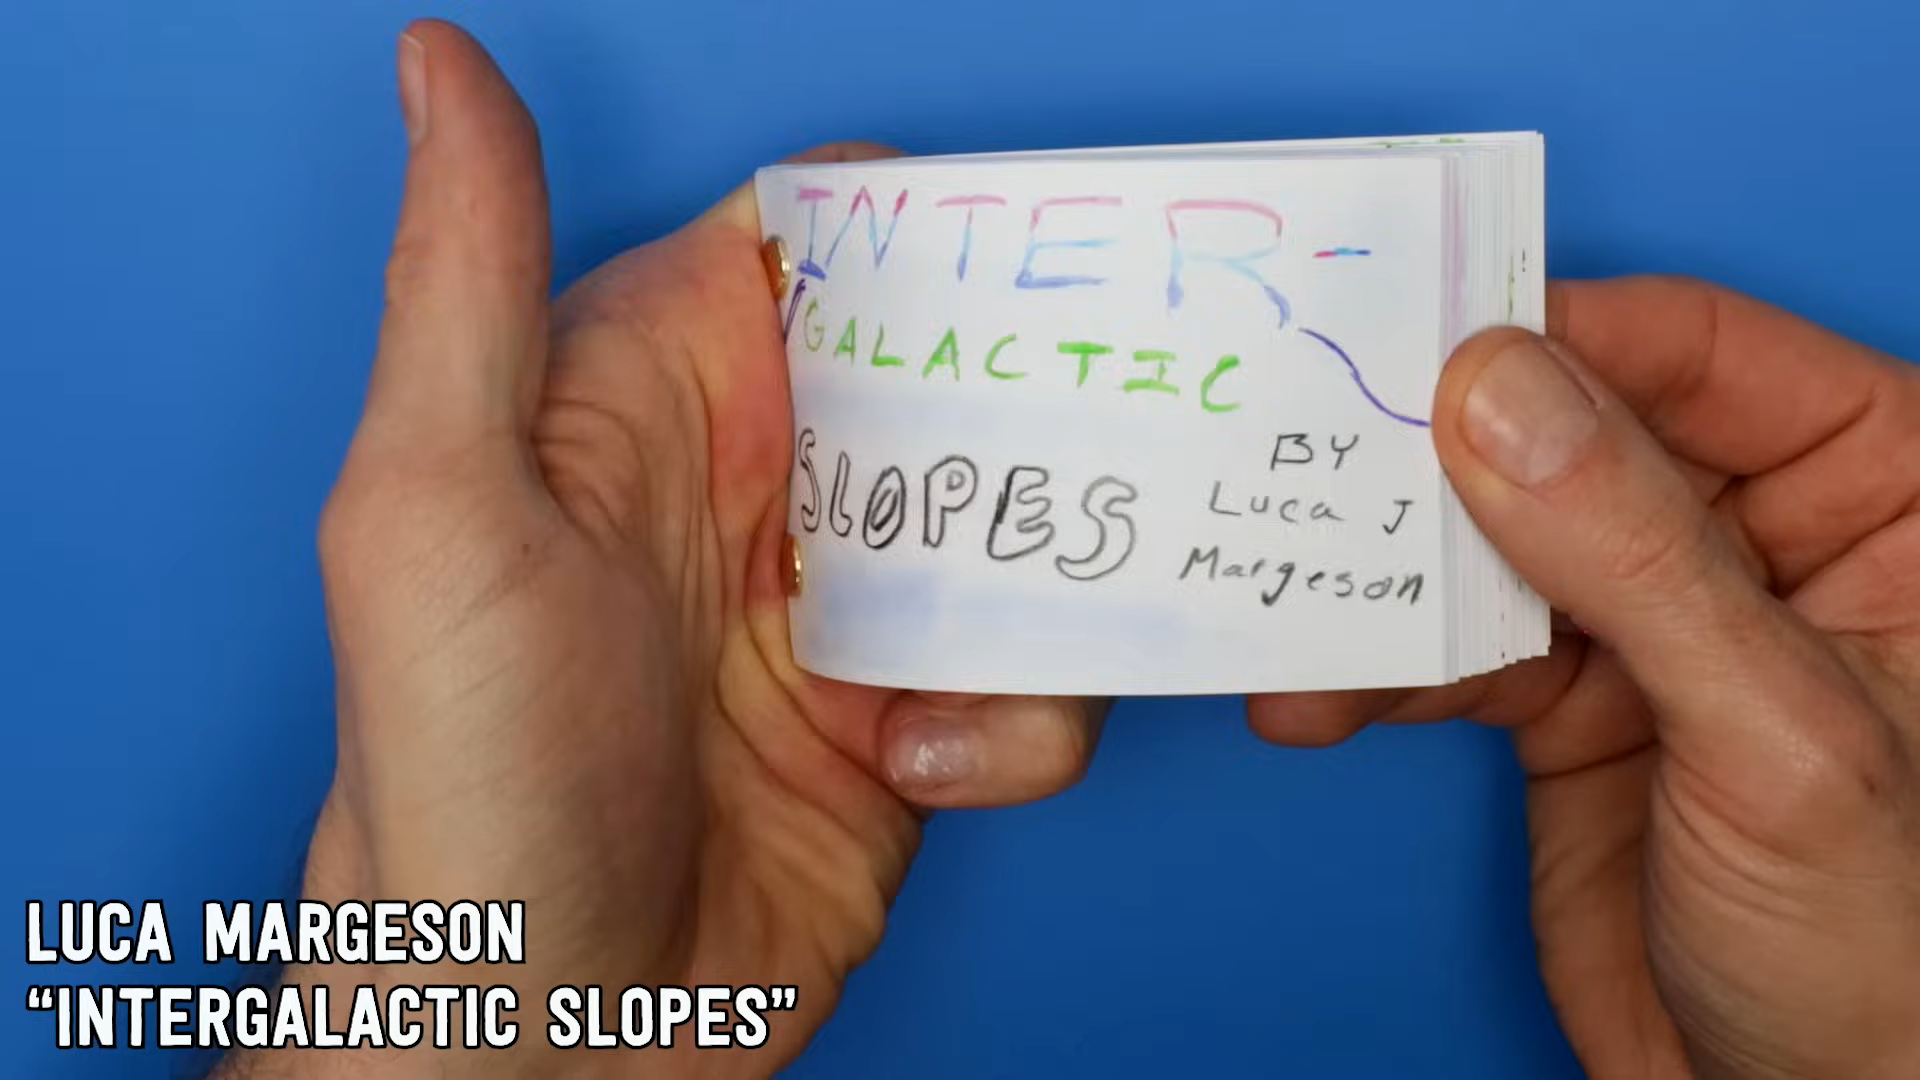 INTER-
GALACTIC
SLOPES
BY
Luca J
Margeson
LUCA MARGESON
“INTERGALACTIC SLOPES”